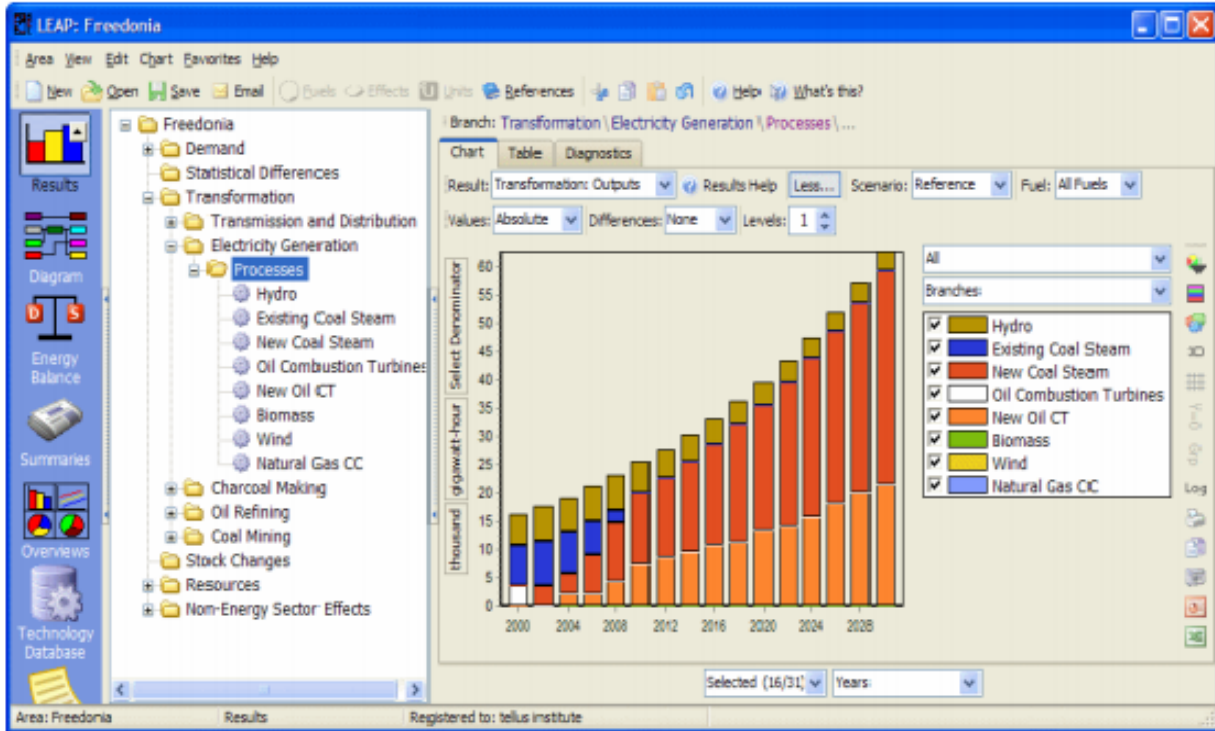 LEAP: Freedonia
Area View Edit Chart Favorites Help
New Open Save Email Fuels Effects Units References Help What's this?
Results
Diagram
Energy Balance
Summaries
Overviews
Technology Database
Freedonia
Demand
Statistical Differences
Transformation
Transmission and Distribution
Electricity Generation
Processes
Hydro
Existing Coal Steam
New Coal Steam
Oil Combustion Turbines
New Oil CT
Biomass
Wind
Natural Gas CC
Charcoal Making
Oil Refining
Coal Mining
Stock Changes
Resources
Non-Energy Sector Effects
Branch: Transformation\Electricity Generation\Processes\...
Chart Table Diagnostics
Result: Transformation: Outputs Results Help Less... Scenario: Reference Fuel: All Fuels
Values: Absolute Differences: None Levels: 1
Select Denominator
gigawatt-hour
thousand
60
55
50
45
40
35
30
25
20
15
10
5
0
2000 2004 2008 2012 2016 2020 2024 2028
All
Branches:
Hydro
Existing Coal Steam
New Coal Steam
Oil Combustion Turbines
New Oil CT
Biomass
Wind
Natural Gas CC
3D
Y=0
Grp
Log
Selected (16/31) Years:
Area: Freedonia Results Registered to: tellus institute